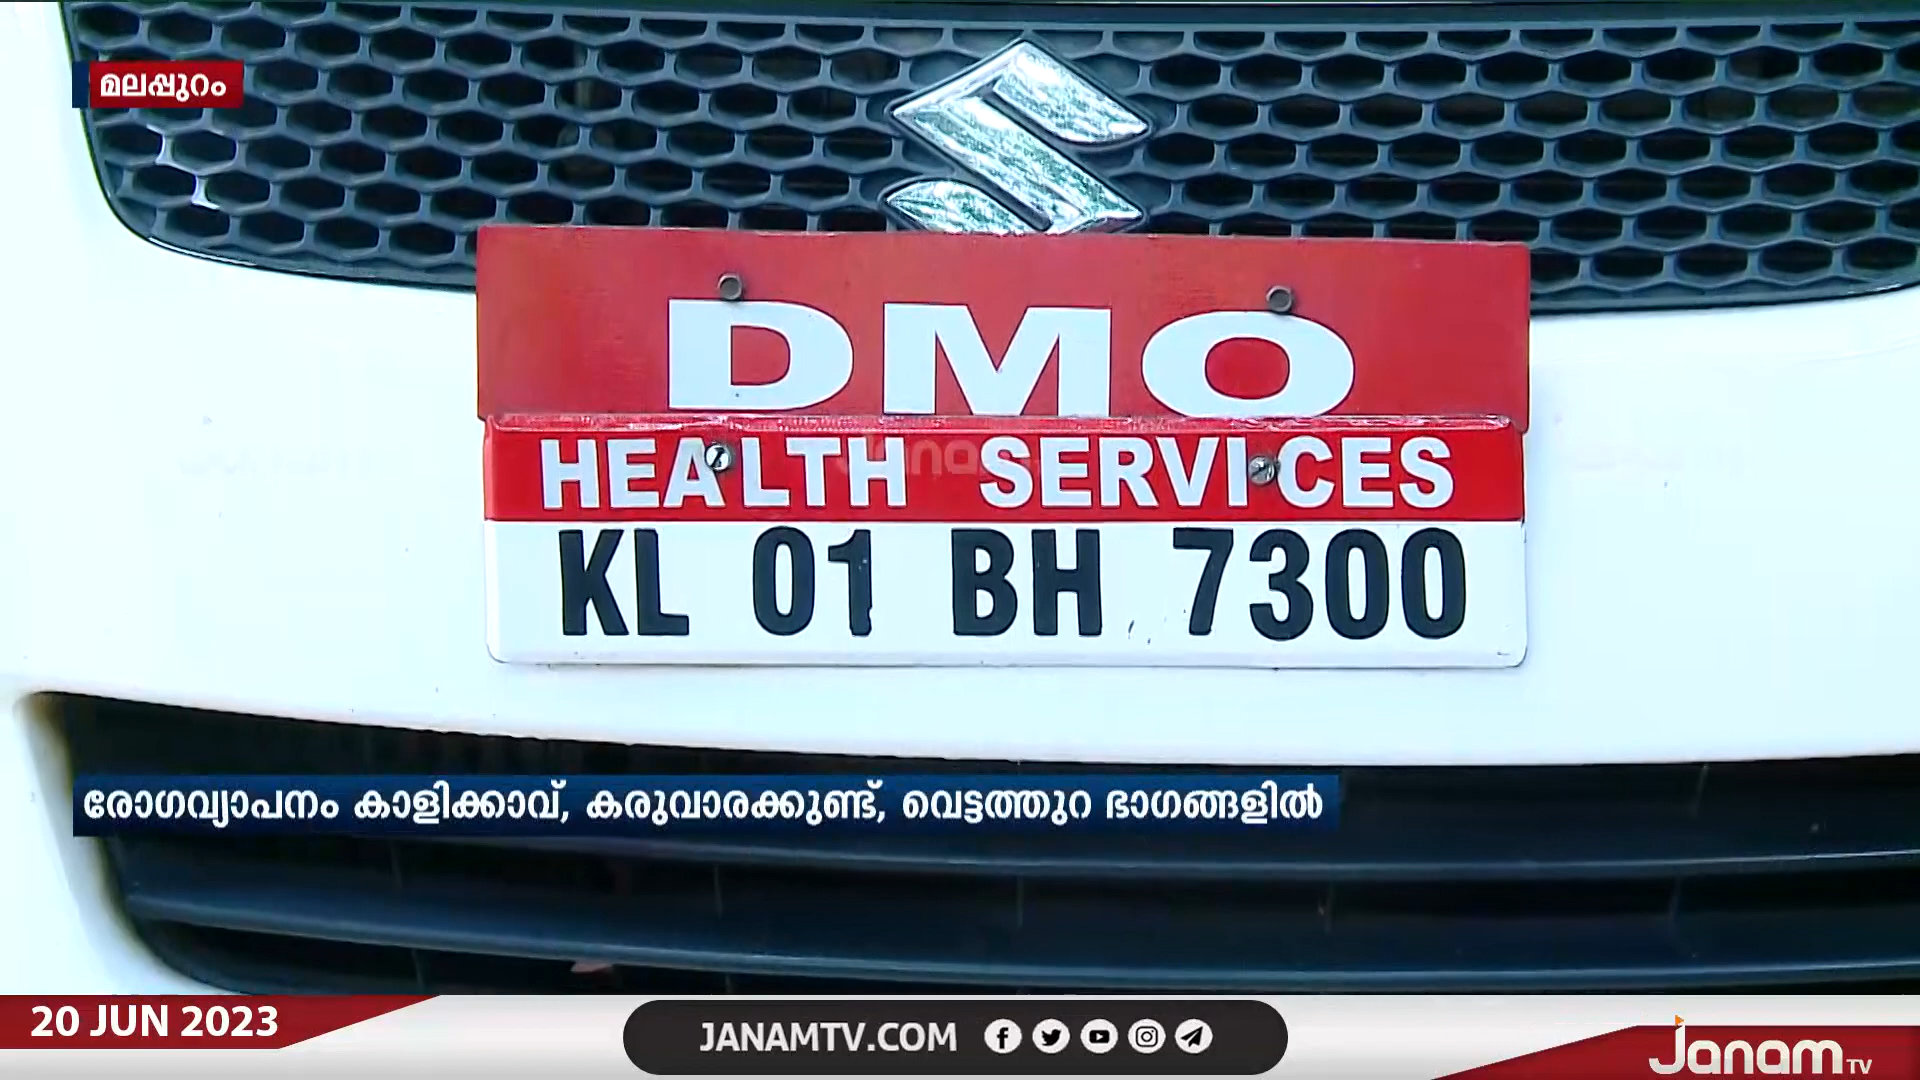 മലപ്പുറം
DMO
HEALTH SERVICES
KL 01 BH 7300
രോഗവ്യാപനം കാളികാവ്, കരുവാരക്കുണ്ട്, വെട്ടത്തുറ ഭാഗങ്ങളിൽ
20 JUN 2023
JANAMTV.COM
Janam TV